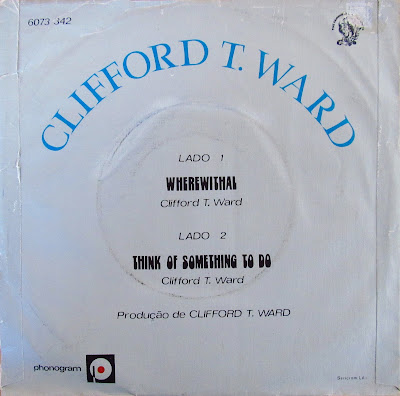 6073 342
CLIFFORD T. WARD
LADO 1
WHEREWITHAL
Clifford T. Ward
LADO 2
THINK OF SOMETHING TO DO
Clifford T. Ward
Produção de CLIFFORD T. WARD
phonogram